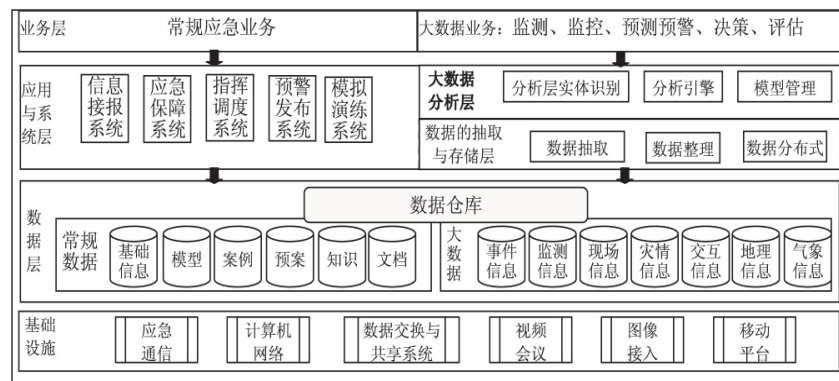 业务层
常规应急业务
大数据业务：监测、监控、预测预警、决策、评估
应用
与系
统层
信息
接报
系统
应急
保障
系统
指挥
调度
系统
预警
发布
系统
模拟
演练
系统
大数据
分析层
分析层实体识别
分析引擎
模型管理
数据的抽取
与存储层
数据抽取
数据整理
数据分布式
数据仓库
数
据
层
常规
数据
基础
信息
模型
案例
预案
知识
文档
大
数
据
事件
信息
监测
信息
现场
信息
灾情
信息
交互
信息
地理
信息
气象
信息
基础
设施
应急
通信
计算机
网络
数据交换与
共享系统
视频
会议
图像
接入
移动
平台